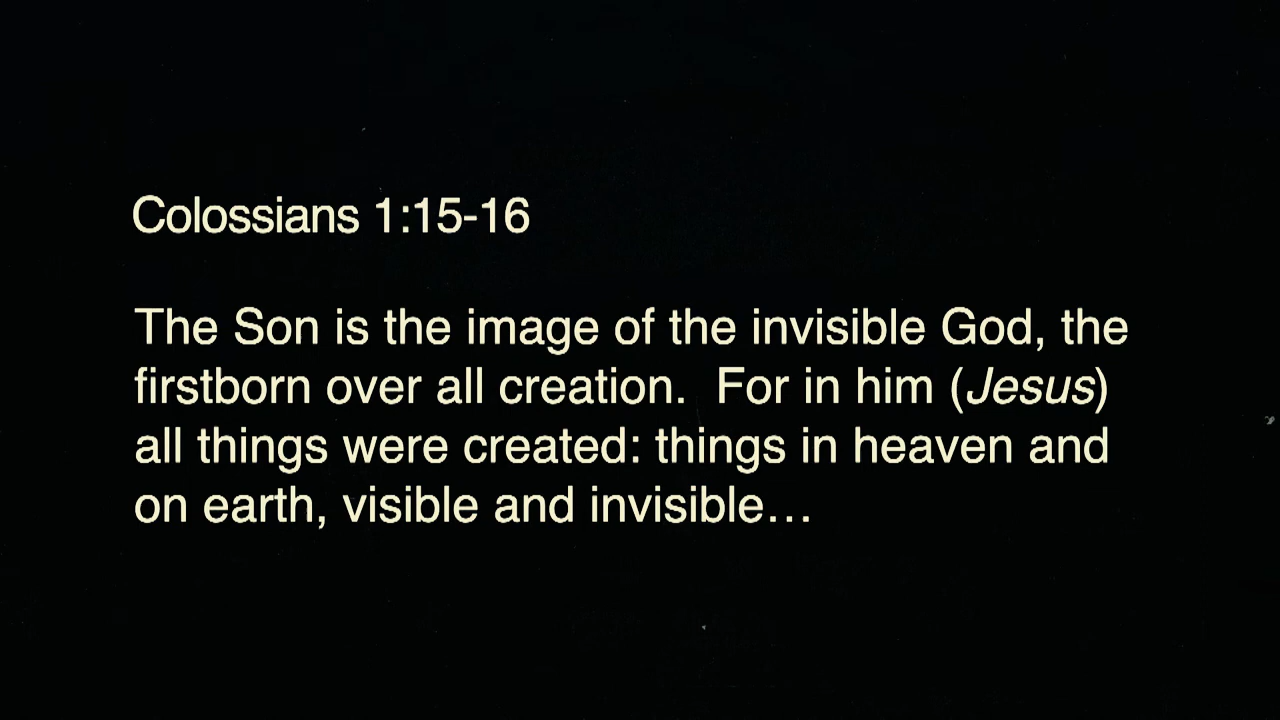 Colossians 1:15-16
The Son is the image of the invisible God, the
firstborn over all creation.  For in him (Jesus)
all things were created: things in heaven and
on earth, visible and invisible…